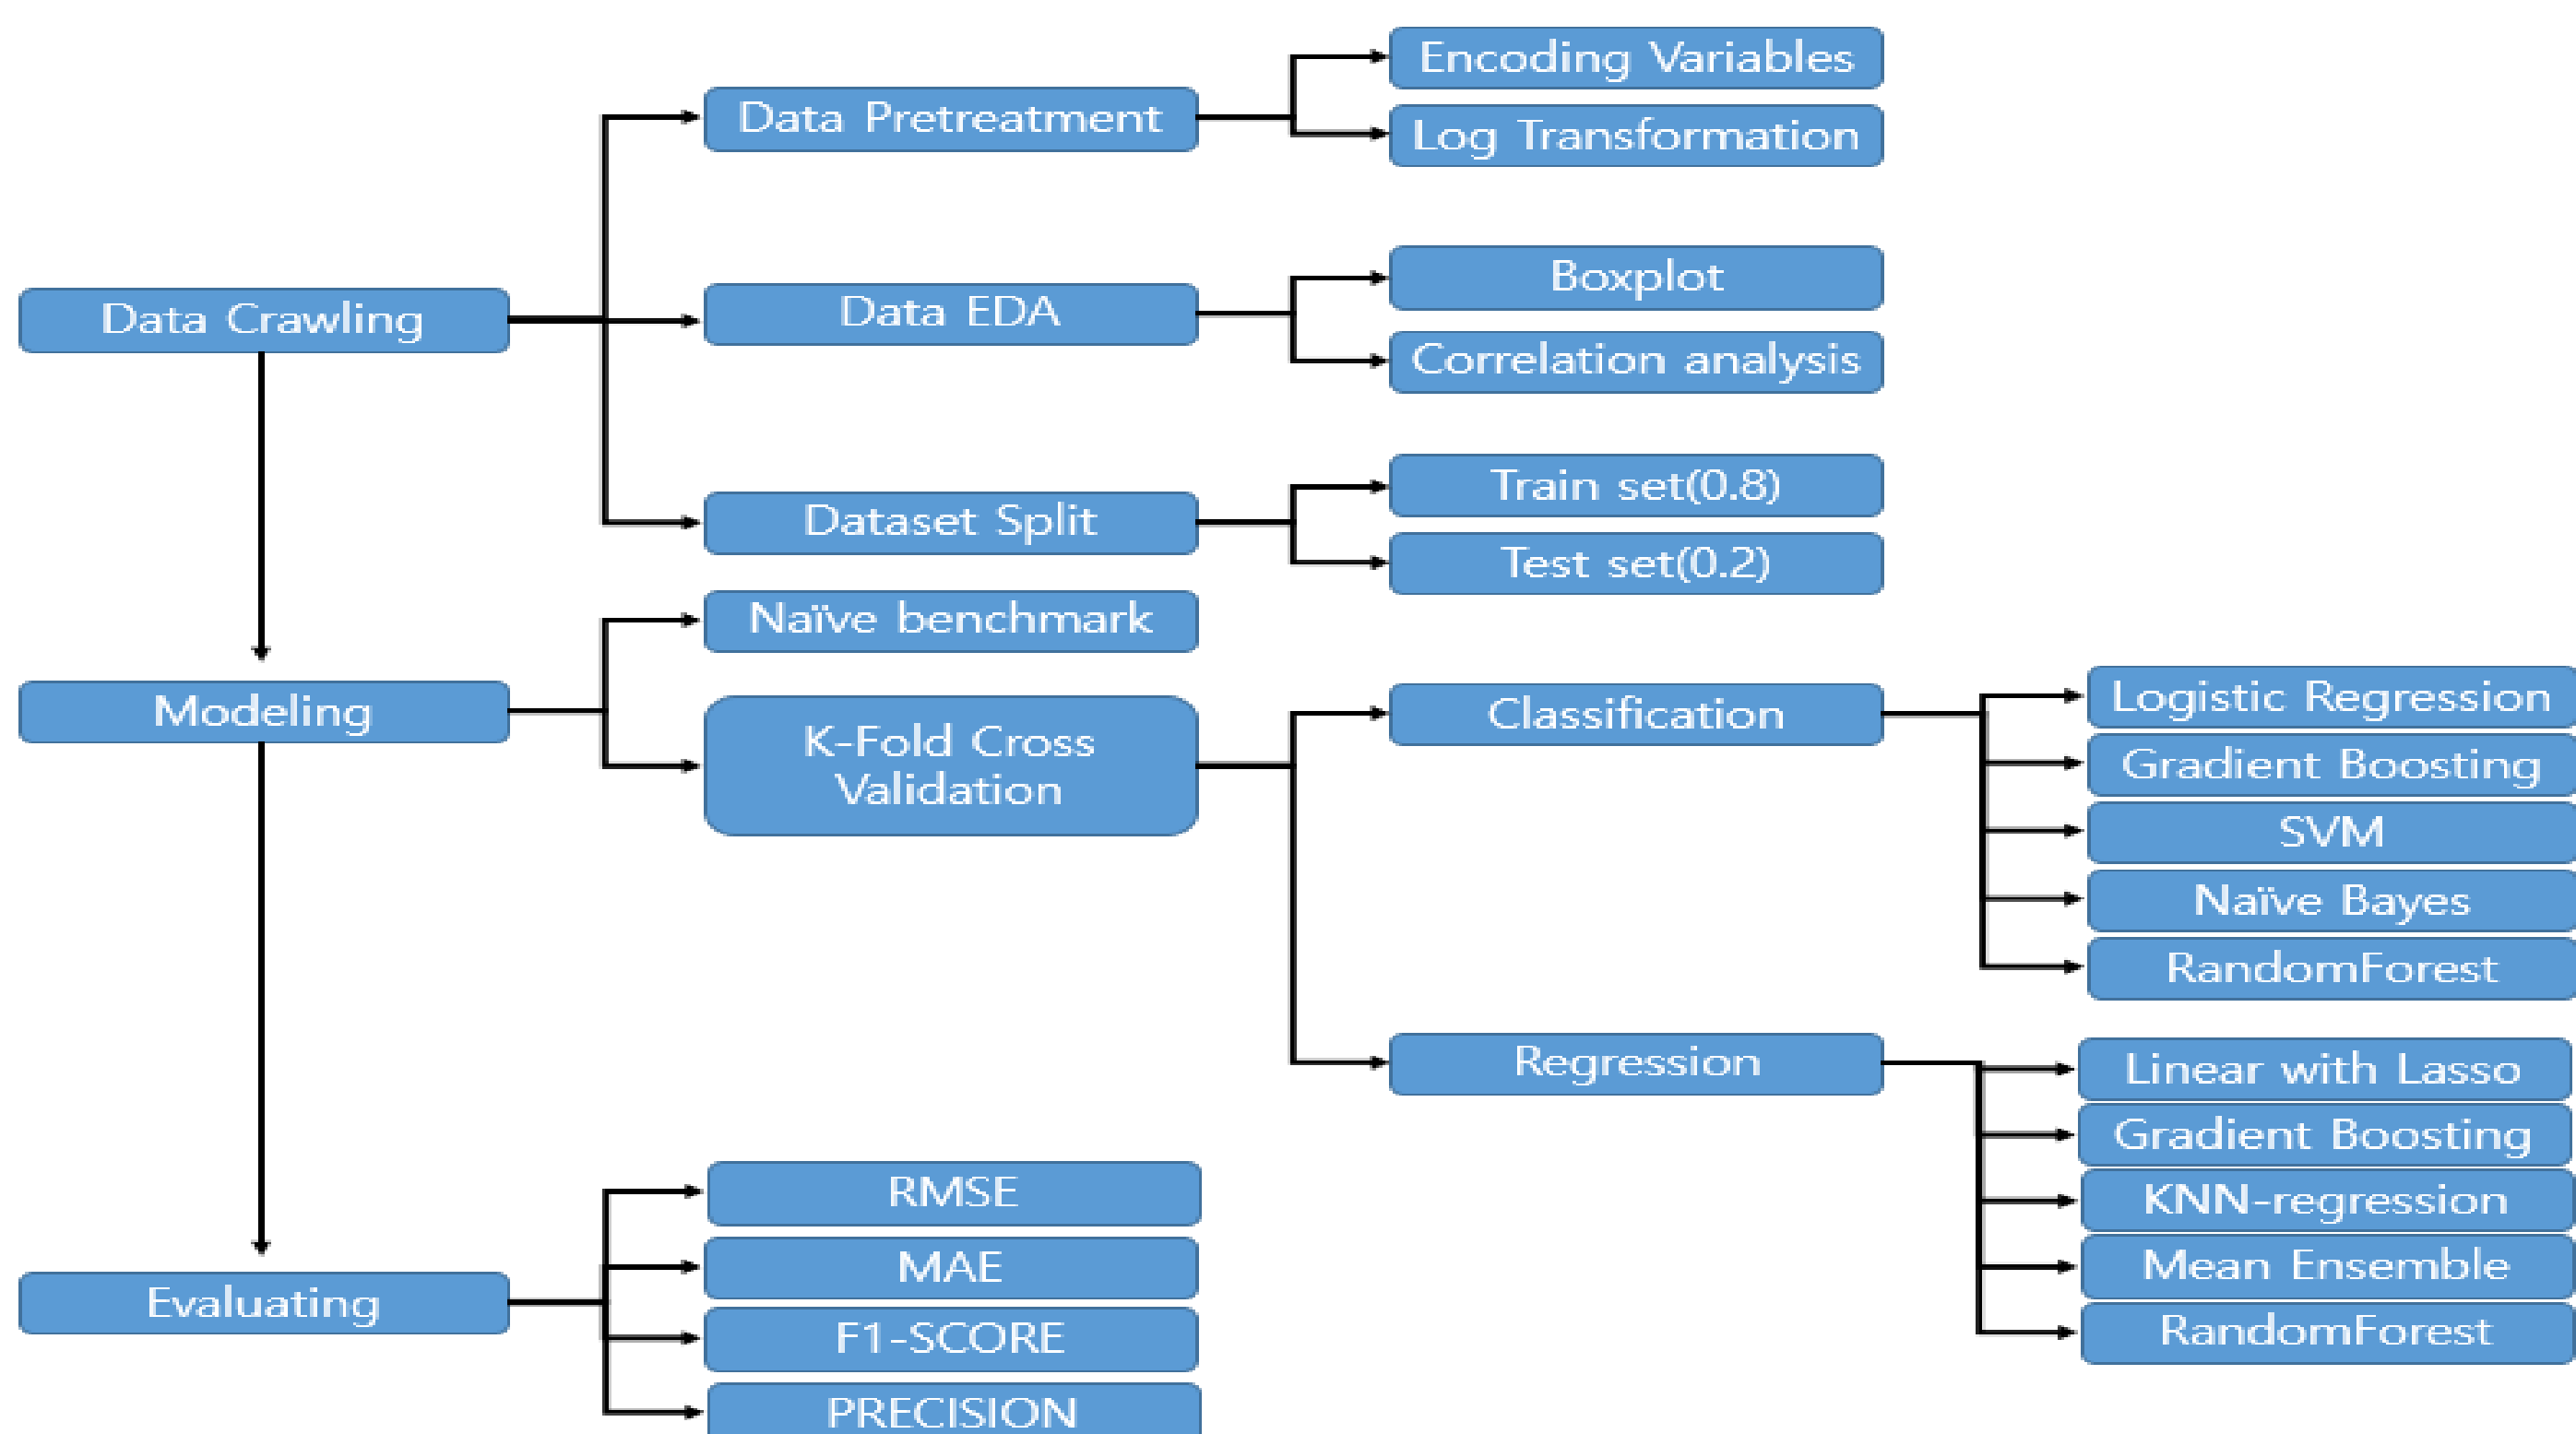 Data Crawling
Data Pretreatment
Encoding Variables
Log Transformation
Data EDA
Boxplot
Correlation analysis
Dataset Split
Train set(0.8)
Test set(0.2)
Modeling
Naïve benchmark
K-Fold Cross
Validation
Classification
Logistic Regression
Gradient Boosting
SVM
Naïve Bayes
RandomForest
Regression
Linear with Lasso
Gradient Boosting
KNN-regression
Mean Ensemble
RandomForest
Evaluating
RMSE
MAE
F1-SCORE
PRECISION